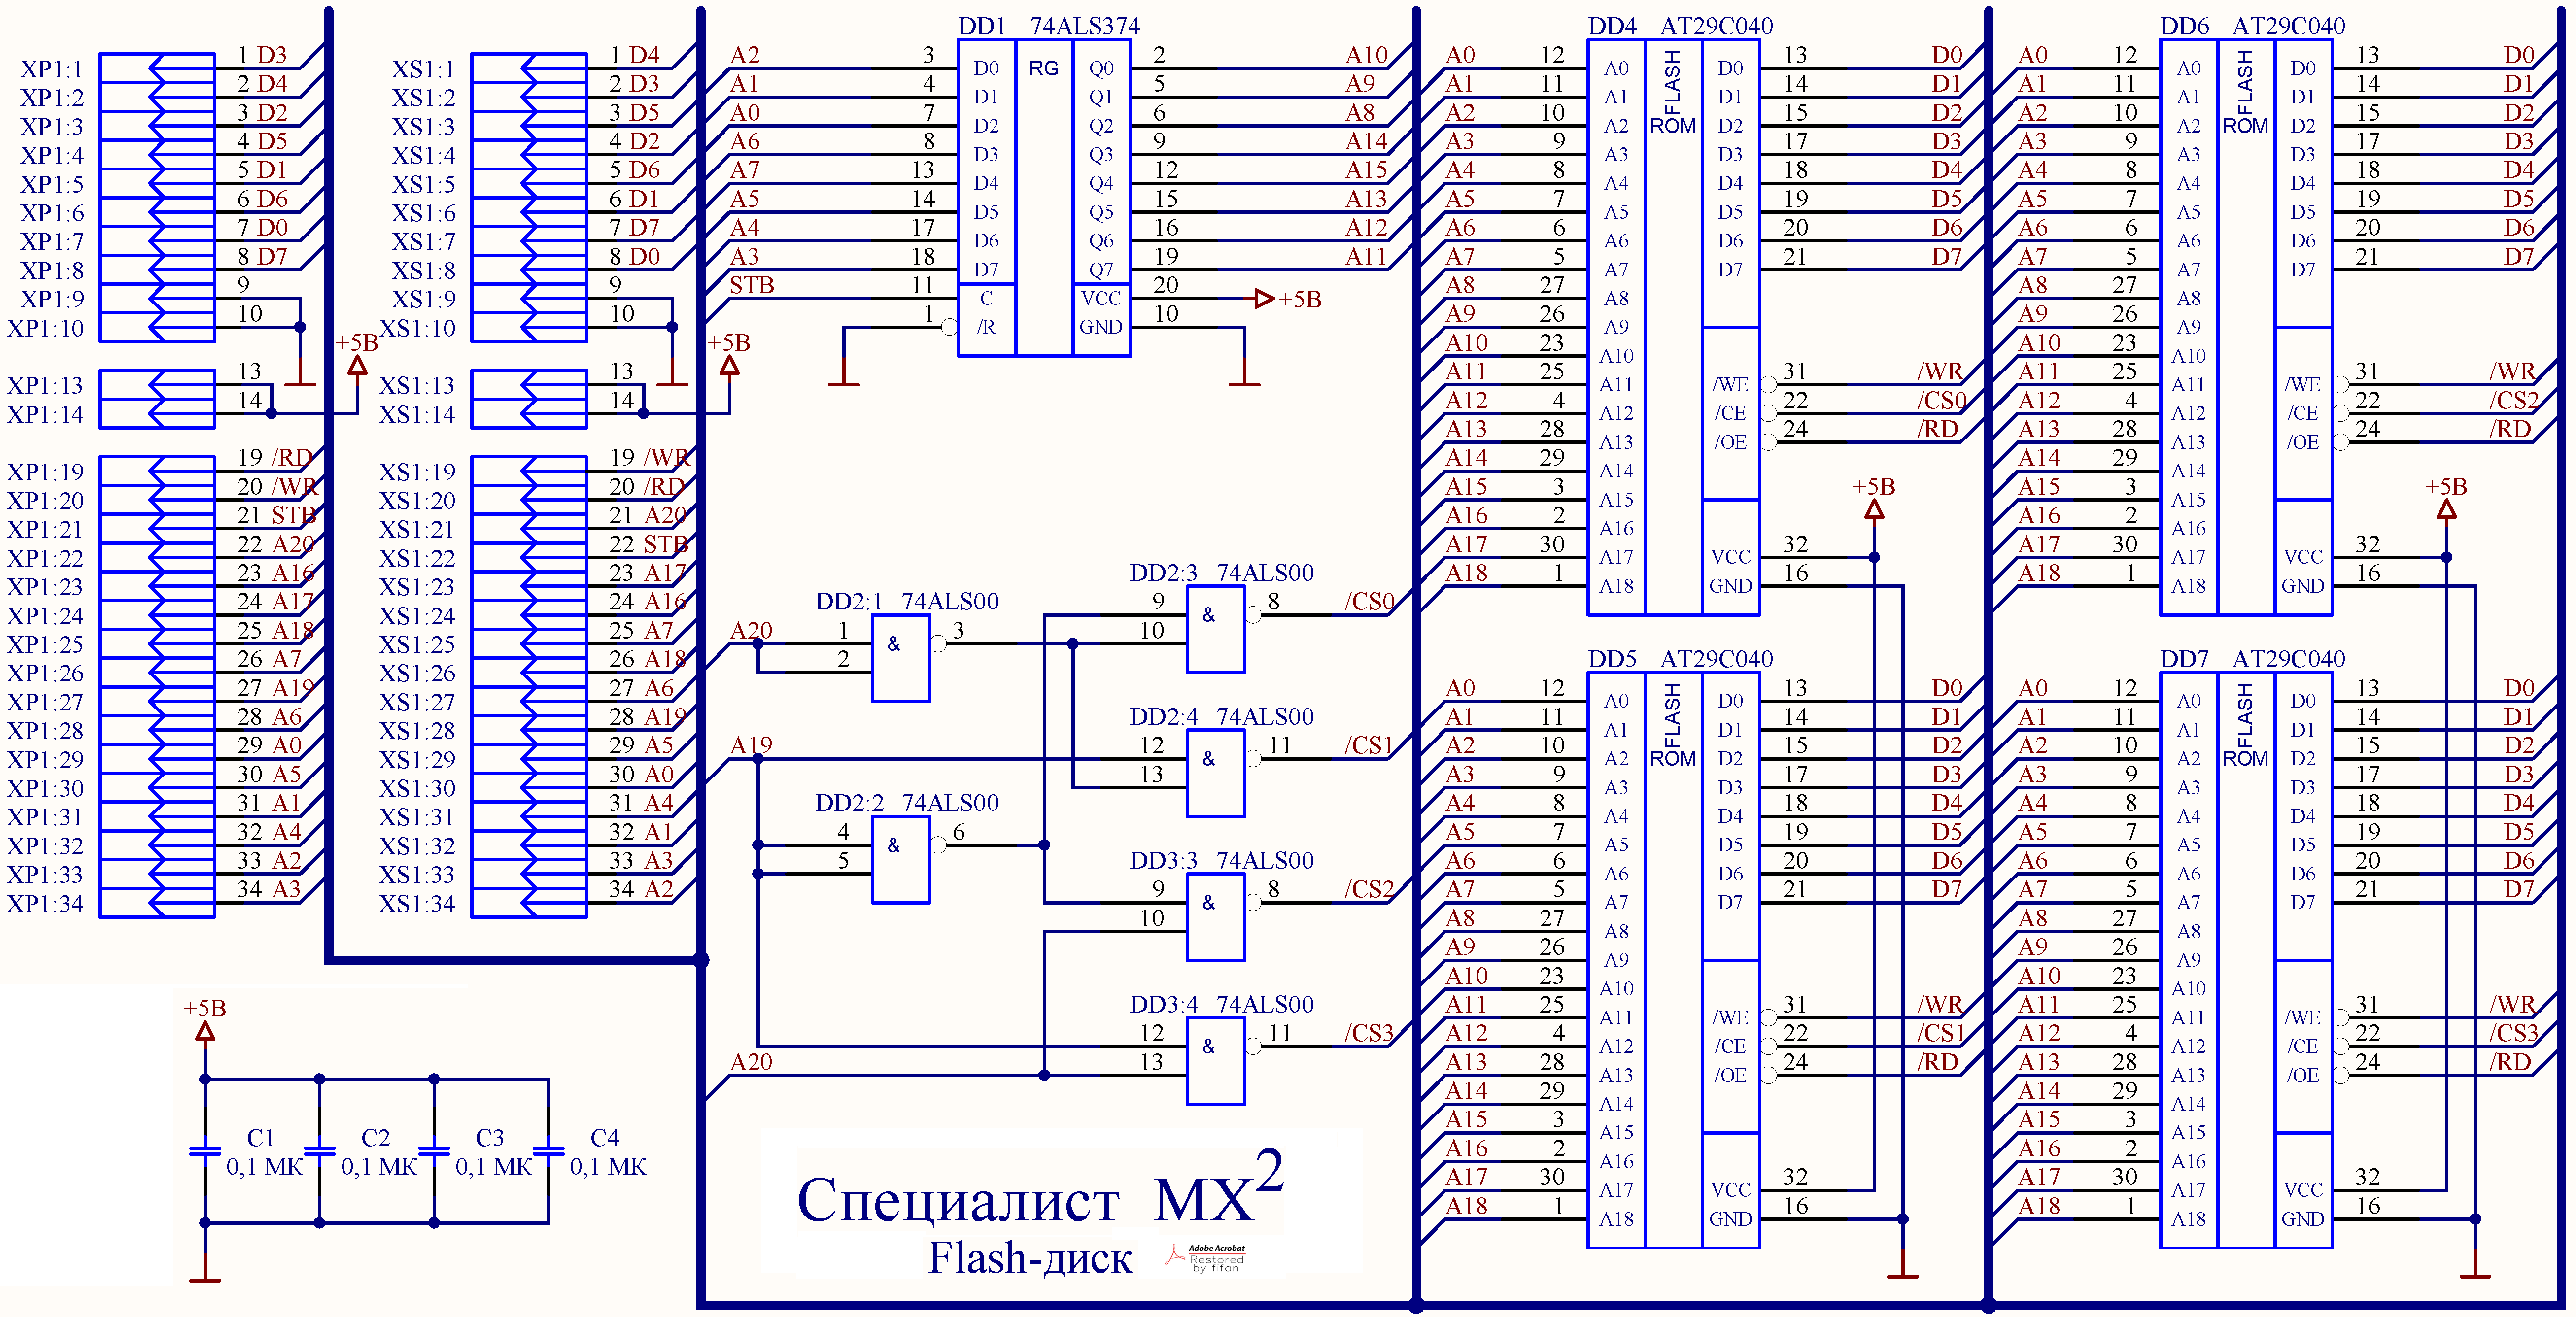 XP1:1 1 D3
XP1:2 2 D4
XP1:3 3 D2
XP1:4 4 D5
XP1:5 5 D1
XP1:6 6 D6
XP1:7 7 D0
XP1:8 8 D7
XP1:9 9
XP1:10 10
+5В
XP1:13 13
XP1:14 14
XP1:19 19 /RD
XP1:20 20 /WR
XP1:21 21 STB
XP1:22 22 A20
XP1:23 23 A16
XP1:24 24 A17
XP1:25 25 A18
XP1:26 26 A7
XP1:27 27 A19
XP1:28 28 A6
XP1:29 29 A0
XP1:30 30 A5
XP1:31 31 A1
XP1:32 32 A4
XP1:33 33 A2
XP1:34 34 A3
XS1:1 1 D4
XS1:2 2 D3
XS1:3 3 D5
XS1:4 4 D2
XS1:5 5 D6
XS1:6 6 D1
XS1:7 7 D7
XS1:8 8 D0
XS1:9 9
XS1:10 10
+5В
XS1:13 13
XS1:14 14
XS1:19 19 /WR
XS1:20 20 /RD
XS1:21 21 A20
XS1:22 22 STB
XS1:23 23 A17
XS1:24 24 A16
XS1:25 25 A7
XS1:26 26 A18
XS1:27 27 A6
XS1:28 28 A19
XS1:29 29 A5
XS1:30 30 A0
XS1:31 31 A4
XS1:32 32 A1
XS1:33 33 A3
XS1:34 34 A2
DD1 74ALS374
A2 3 D0 RG Q0 2 A10
A1 4 D1 Q1 5 A9
A0 7 D2 Q2 6 A8
A6 8 D3 Q3 9 A14
A7 13 D4 Q4 12 A15
A5 14 D5 Q5 15 A13
A4 17 D6 Q6 16 A12
A3 18 D7 Q7 19 A11
STB 11 C VCC 20 +5В
1 /R GND 10
DD2:1 74ALS00
A20 1 2 & 3
DD2:2 74ALS00
A19 4 5 & 6
DD2:3 74ALS00
9 10 & 8 /CS0
DD2:4 74ALS00
12 13 & 11 /CS1
DD3:3 74ALS00
9 10 & 8 /CS2
DD3:4 74ALS00
A20 12 13 & 11 /CS3
DD4 AT29C040
FLASH
ROM
A0 12 A0 D0 13 D0
A1 11 A1 D1 14 D1
A2 10 A2 D2 15 D2
A3 9 A3 D3 17 D3
A4 8 A4 D4 18 D4
A5 7 A5 D5 19 D5
A6 6 A6 D6 20 D6
A7 5 A7 D7 21 D7
A8 27 A8
A9 26 A9
A10 23 A10
A11 25 A11 /WE 31 /WR
A12 4 A12 /CE 22 /CS0
A13 28 A13 /OE 24 /RD
A14 29 A14
A15 3 A15 +5В
A16 2 A16
A17 30 A17 VCC 32
A18 1 A18 GND 16
DD5 AT29C040
FLASH
ROM
A0 12 A0 D0 13 D0
A1 11 A1 D1 14 D1
A2 10 A2 D2 15 D2
A3 9 A3 D3 17 D3
A4 8 A4 D4 18 D4
A5 7 A5 D5 19 D5
A6 6 A6 D6 20 D6
A7 5 A7 D7 21 D7
A8 27 A8
A9 26 A9
A10 23 A10
A11 25 A11 /WE 31 /WR
A12 4 A12 /CE 22 /CS1
A13 28 A13 /OE 24 /RD
A14 29 A14
A15 3 A15
A16 2 A16
A17 30 A17 VCC 32
A18 1 A18 GND 16
DD6 AT29C040
FLASH
ROM
A0 12 A0 D0 13 D0
A1 11 A1 D1 14 D1
A2 10 A2 D2 15 D2
A3 9 A3 D3 17 D3
A4 8 A4 D4 18 D4
A5 7 A5 D5 19 D5
A6 6 A6 D6 20 D6
A7 5 A7 D7 21 D7
A8 27 A8
A9 26 A9
A10 23 A10
A11 25 A11 /WE 31 /WR
A12 4 A12 /CE 22 /CS2
A13 28 A13 /OE 24 /RD
A14 29 A14
A15 3 A15 +5В
A16 2 A16
A17 30 A17 VCC 32
A18 1 A18 GND 16
DD7 AT29C040
FLASH
ROM
A0 12 A0 D0 13 D0
A1 11 A1 D1 14 D1
A2 10 A2 D2 15 D2
A3 9 A3 D3 17 D3
A4 8 A4 D4 18 D4
A5 7 A5 D5 19 D5
A6 6 A6 D6 20 D6
A7 5 A7 D7 21 D7
A8 27 A8
A9 26 A9
A10 23 A10
A11 25 A11 /WE 31 /WR
A12 4 A12 /CE 22 /CS3
A13 28 A13 /OE 24 /RD
A14 29 A14
A15 3 A15
A16 2 A16
A17 30 A17 VCC 32
A18 1 A18 GND 16
+5В
C1 C2 C3 C4
0,1 МК 0,1 МК 0,1 МК 0,1 МК
Специалист МХ²
Flash-диск
Adobe Acrobat
Restored
by fifan